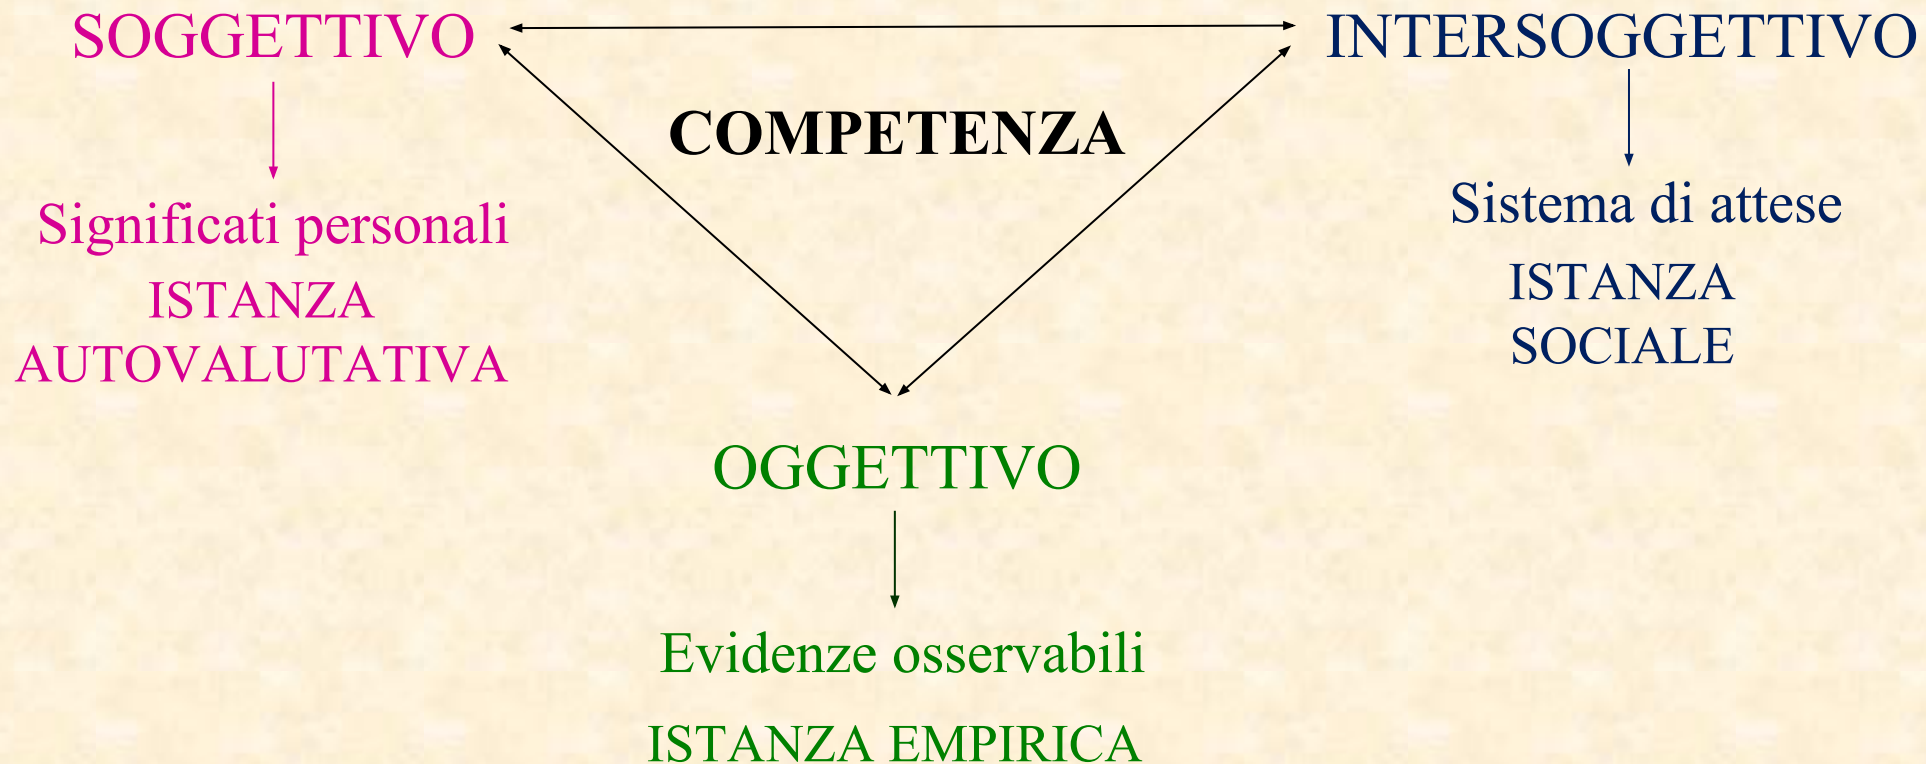 SOGGETTIVO
INTERSOGGETTIVO
COMPETENZA
Significati personali
ISTANZA
AUTOVALUTATIVA
Sistema di attese
ISTANZA
SOCIALE
OGGETTIVO
Evidenze osservabili
ISTANZA EMPIRICA